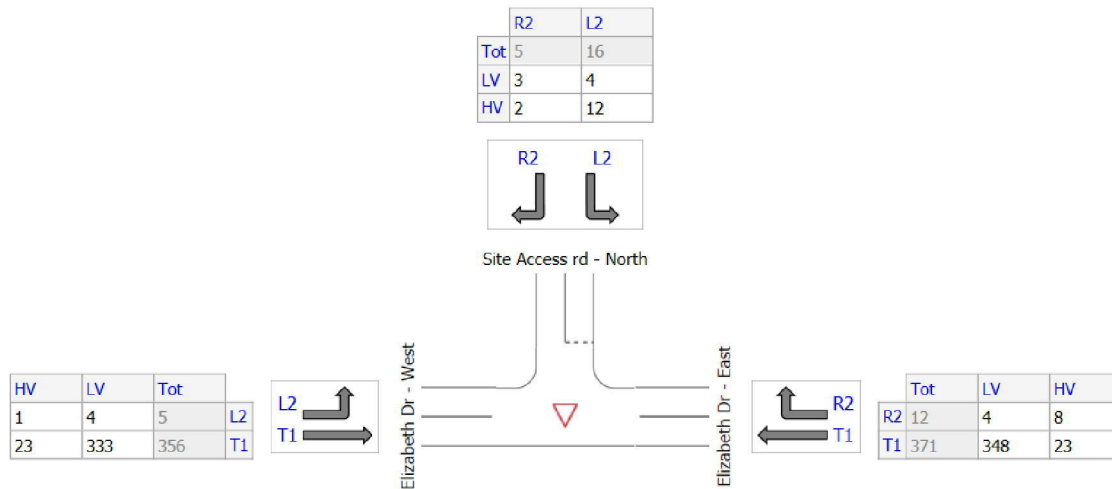 R2 L2
Tot 5 16
LV 3 4
HV 2 12
R2 L2
Site Access rd - North
HV LV Tot
1 4 5 L2
23 333 356 T1
L2
T1
Elizabeth Dr - West
Elizabeth Dr - East
R2
T1
Tot LV HV
R2 12 4 8
T1 371 348 23